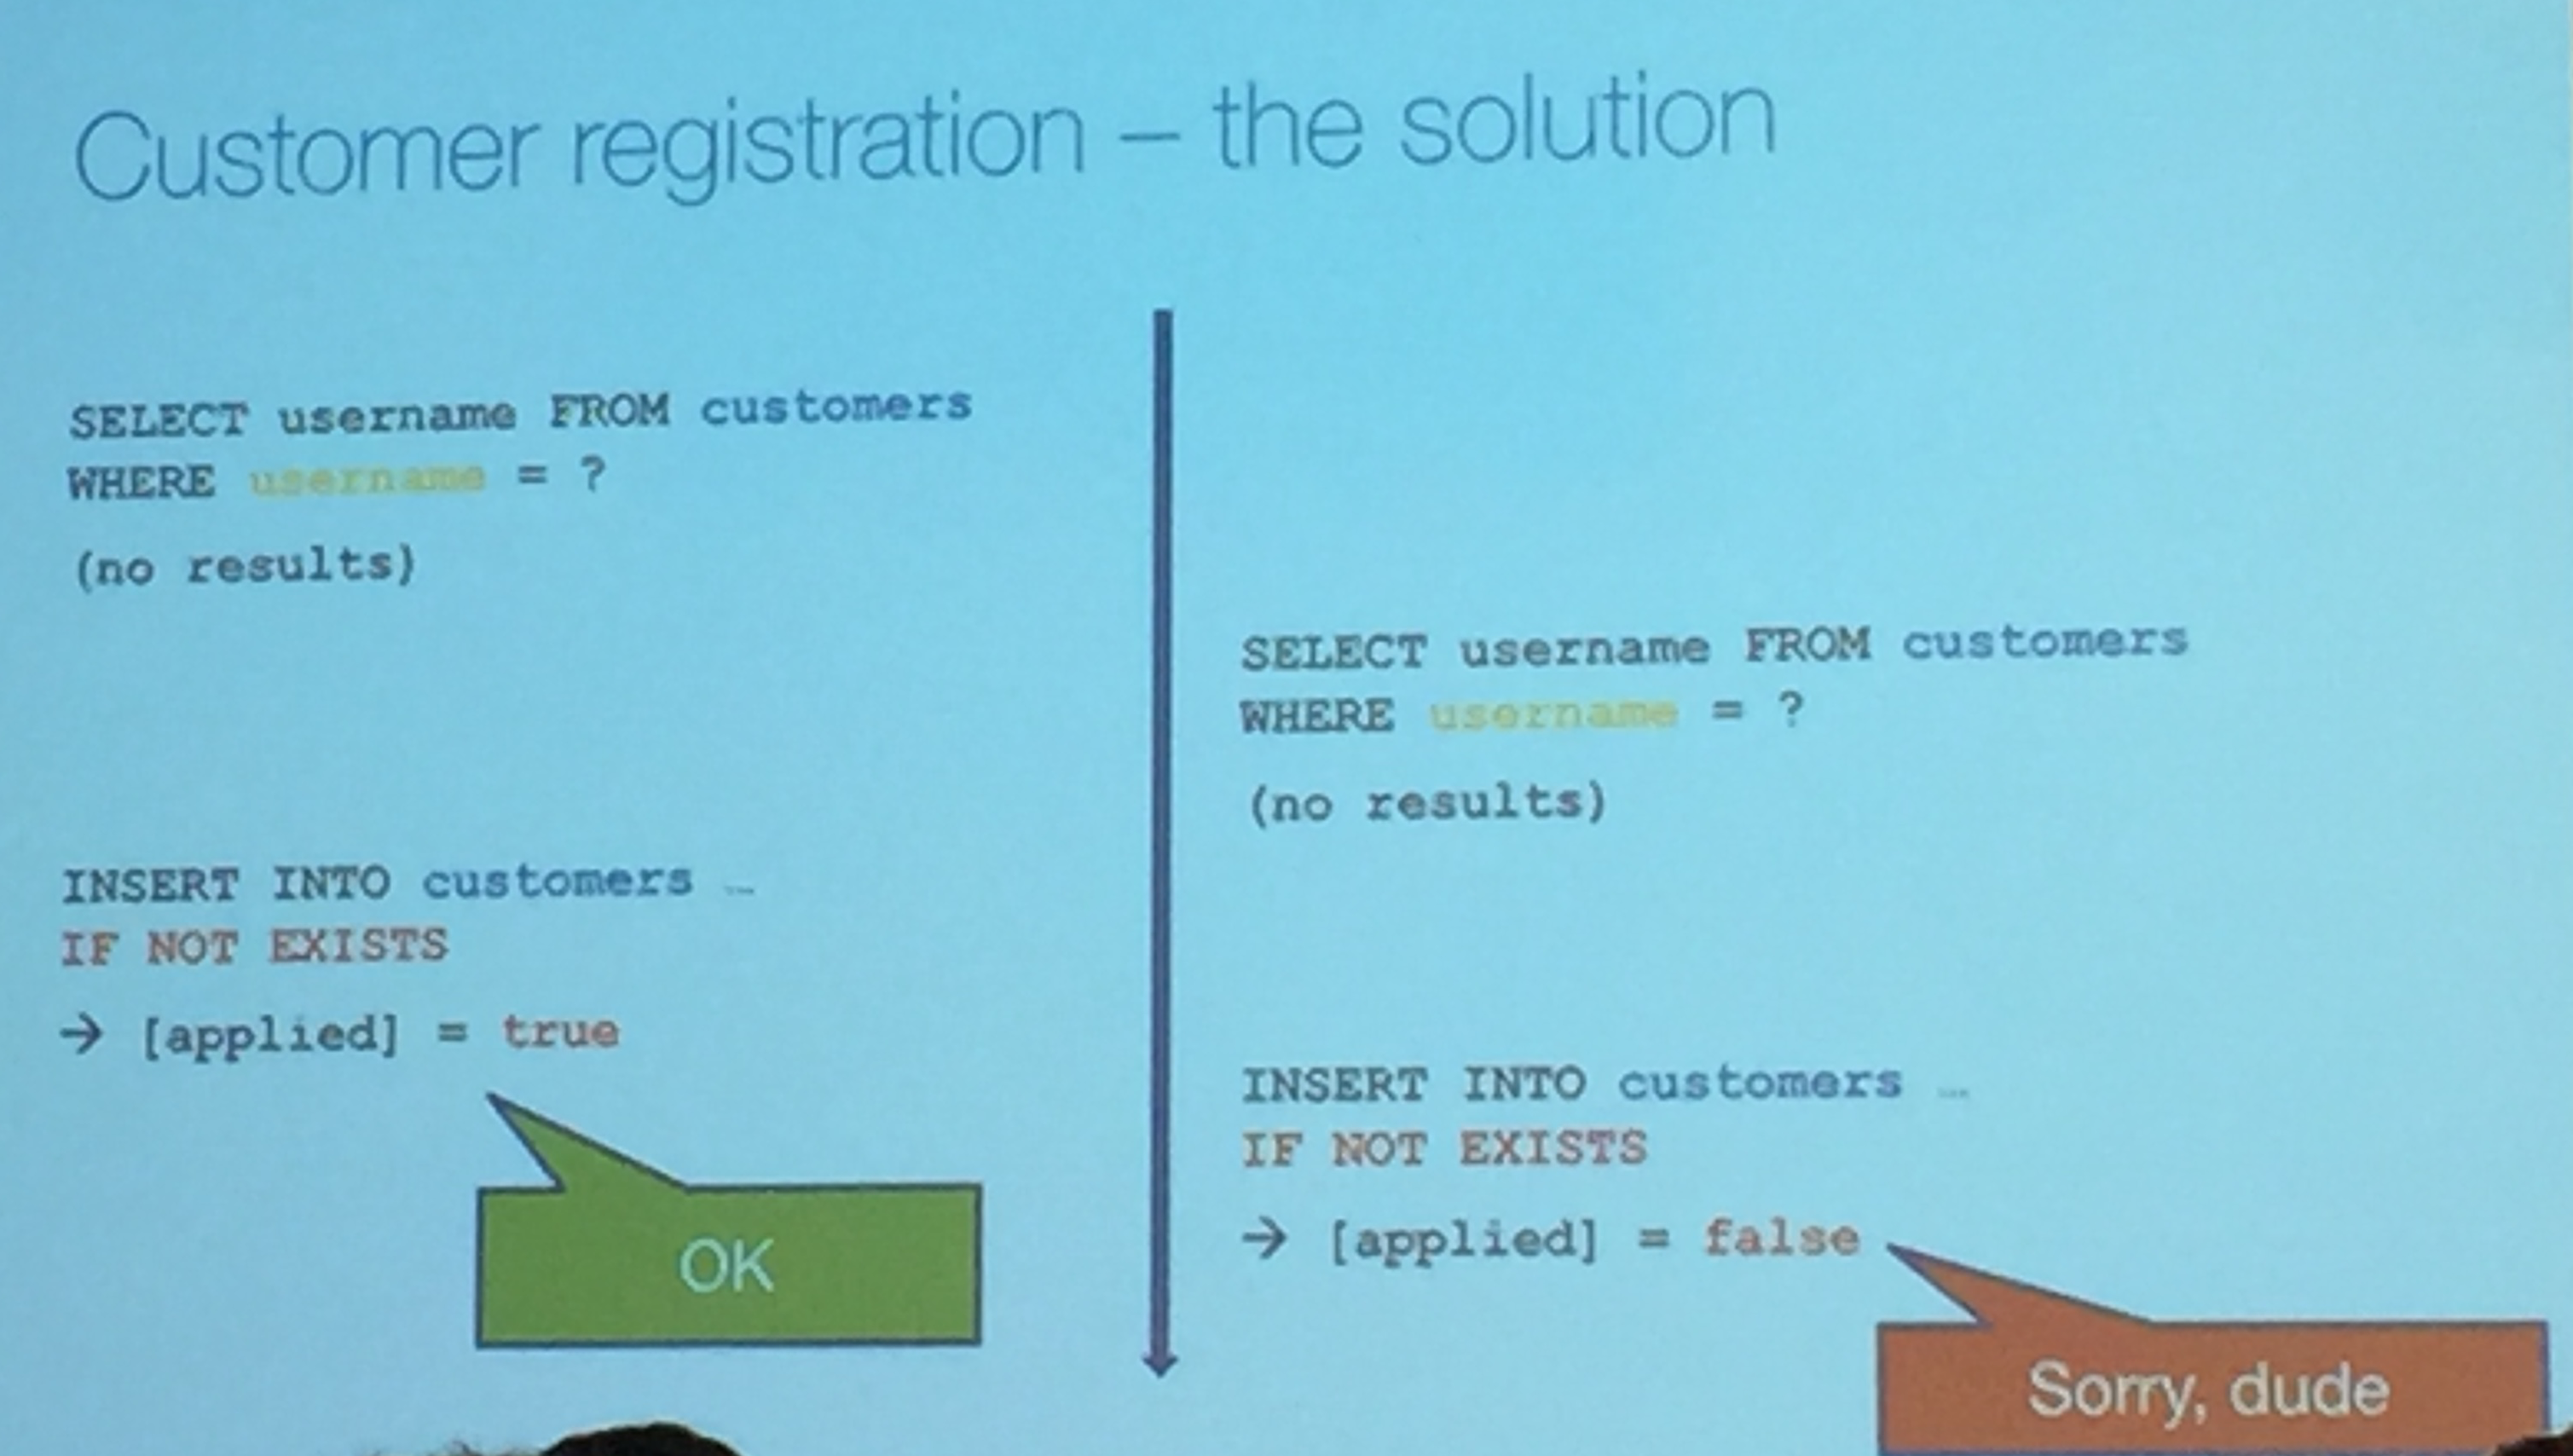 Customer registration – the solution
SELECT username FROM customers
WHERE username = ?
(no results)
INSERT INTO customers …
IF NOT EXISTS
→ [applied] = true
OK
SELECT username FROM customers
WHERE username = ?
(no results)
INSERT INTO customers …
IF NOT EXISTS
→ [applied] = false
Sorry, dude